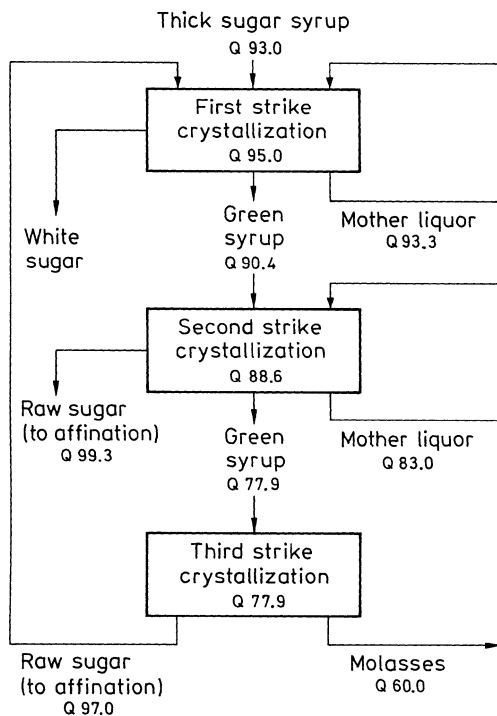 Thick sugar syrup
Q 93.0
First strike
crystallization
Q 95.0
White
sugar
Green
syrup
Q 90.4
Mother liquor
Q 93.3
Second strike
crystallization
Q 88.6
Raw sugar
(to affination)
Q 99.3
Green
syrup
Q 77.9
Mother liquor
Q 83.0
Third strike
crystallization
Q 77.9
Raw sugar
(to affination)
Q 97.0
Molasses
Q 60.0